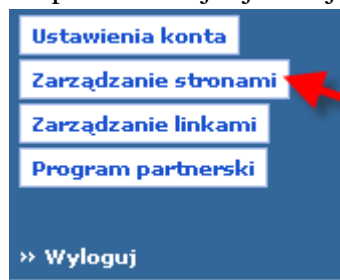 Ustawienia konta
Zarządzanie stronami
Zarządzanie linkami
Program partnerski
» Wyloguj